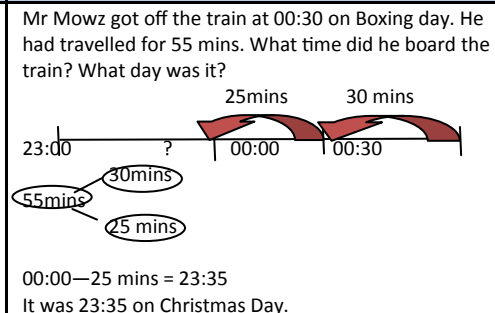 Mr Mowz got off the train at 00:30 on Boxing day. He
had travelled for 55 mins. What time did he board the
train? What day was it?
25mins 30 mins
23:00 ? 00:00 00:30
30mins
55mins
25 mins
00:00—25 mins = 23:35
It was 23:35 on Christmas Day.